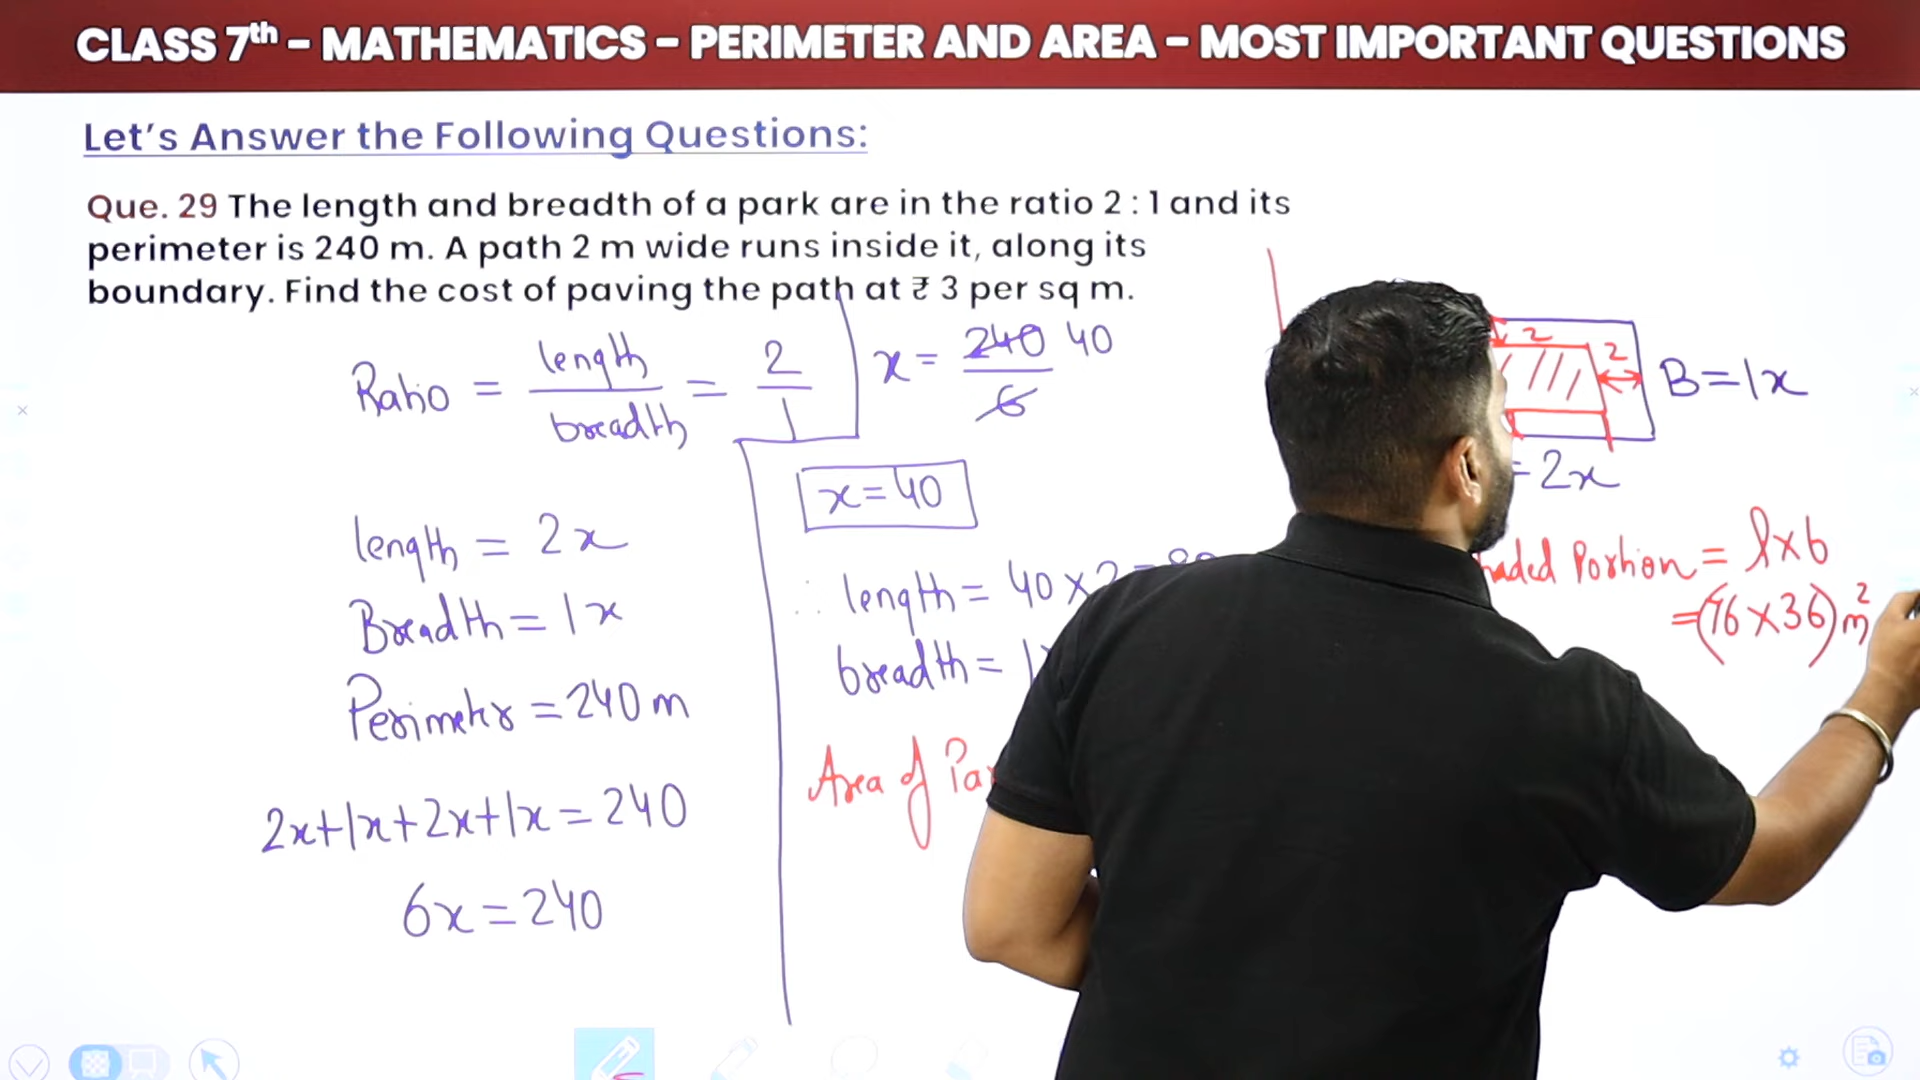 CLASS 7th – MATHEMATICS – PERIMETER AND AREA – MOST IMPORTANT QUESTIONS
Let's Answer the Following Questions:
Que. 29 The length and breadth of a park are in the ratio 2 : 1 and its
perimeter is 240 m. A path 2 m wide runs inside it, along its
boundary. Find the cost of paving the path at ₹ 3 per sq m.
Ratio = length/breadth = 2/1
length = 2x
Breadth = 1x
Perimeter = 240 m
2x+1x+2x+1x = 240
6x = 240
x = 240/6 40
x = 40
∴ length = 40 × 2
breadth = 1
Area of
2
2
B = 1x
= 2x
Portion = l×b
= (76 × 36) m²